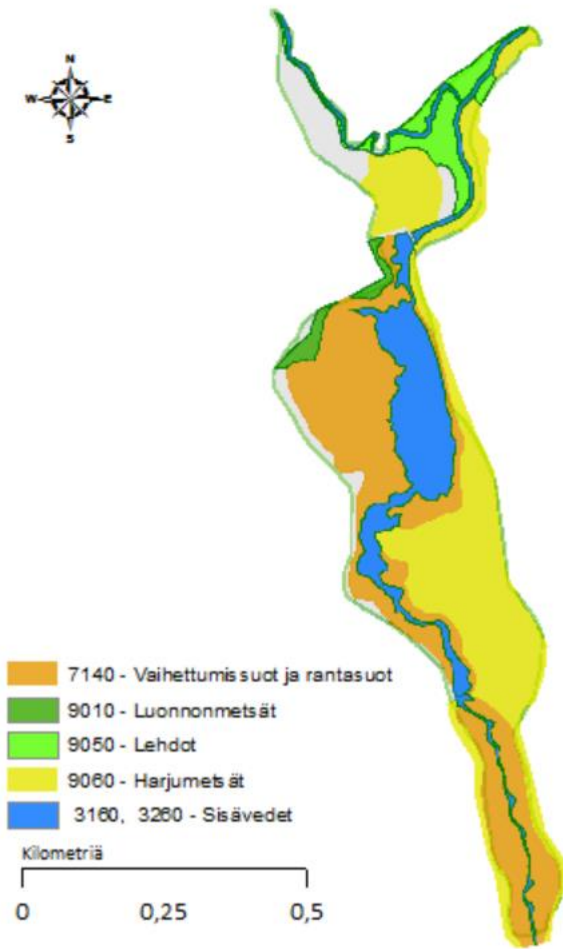 N
W E
S
7140 - Vaihettumissuot ja rantasuot
9010 - Luonnonmetsät
9050 - Lehdot
9060 - Harjumetsät
3160, 3260 - Sisävedet
Kilometriä
0 0,25 0,5